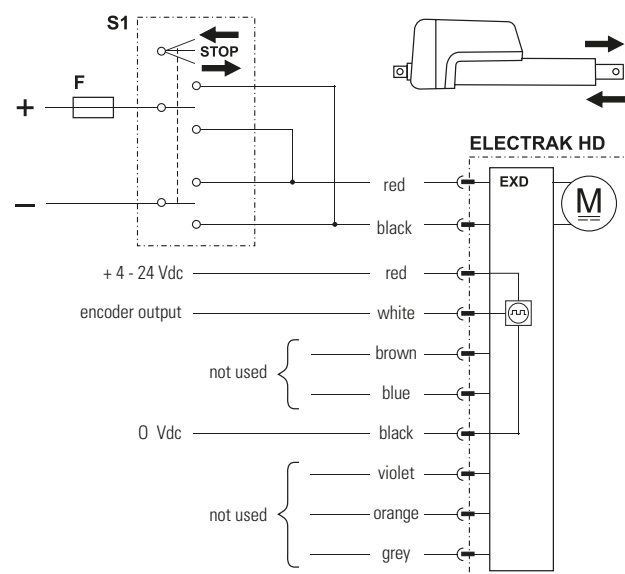 S1
STOP
F
+
–
ELECTRAK HD
EXD
M
red
black
+ 4 - 24 Vdc red
encoder output white
brown
not used
blue
0 Vdc black
violet
not used orange
grey